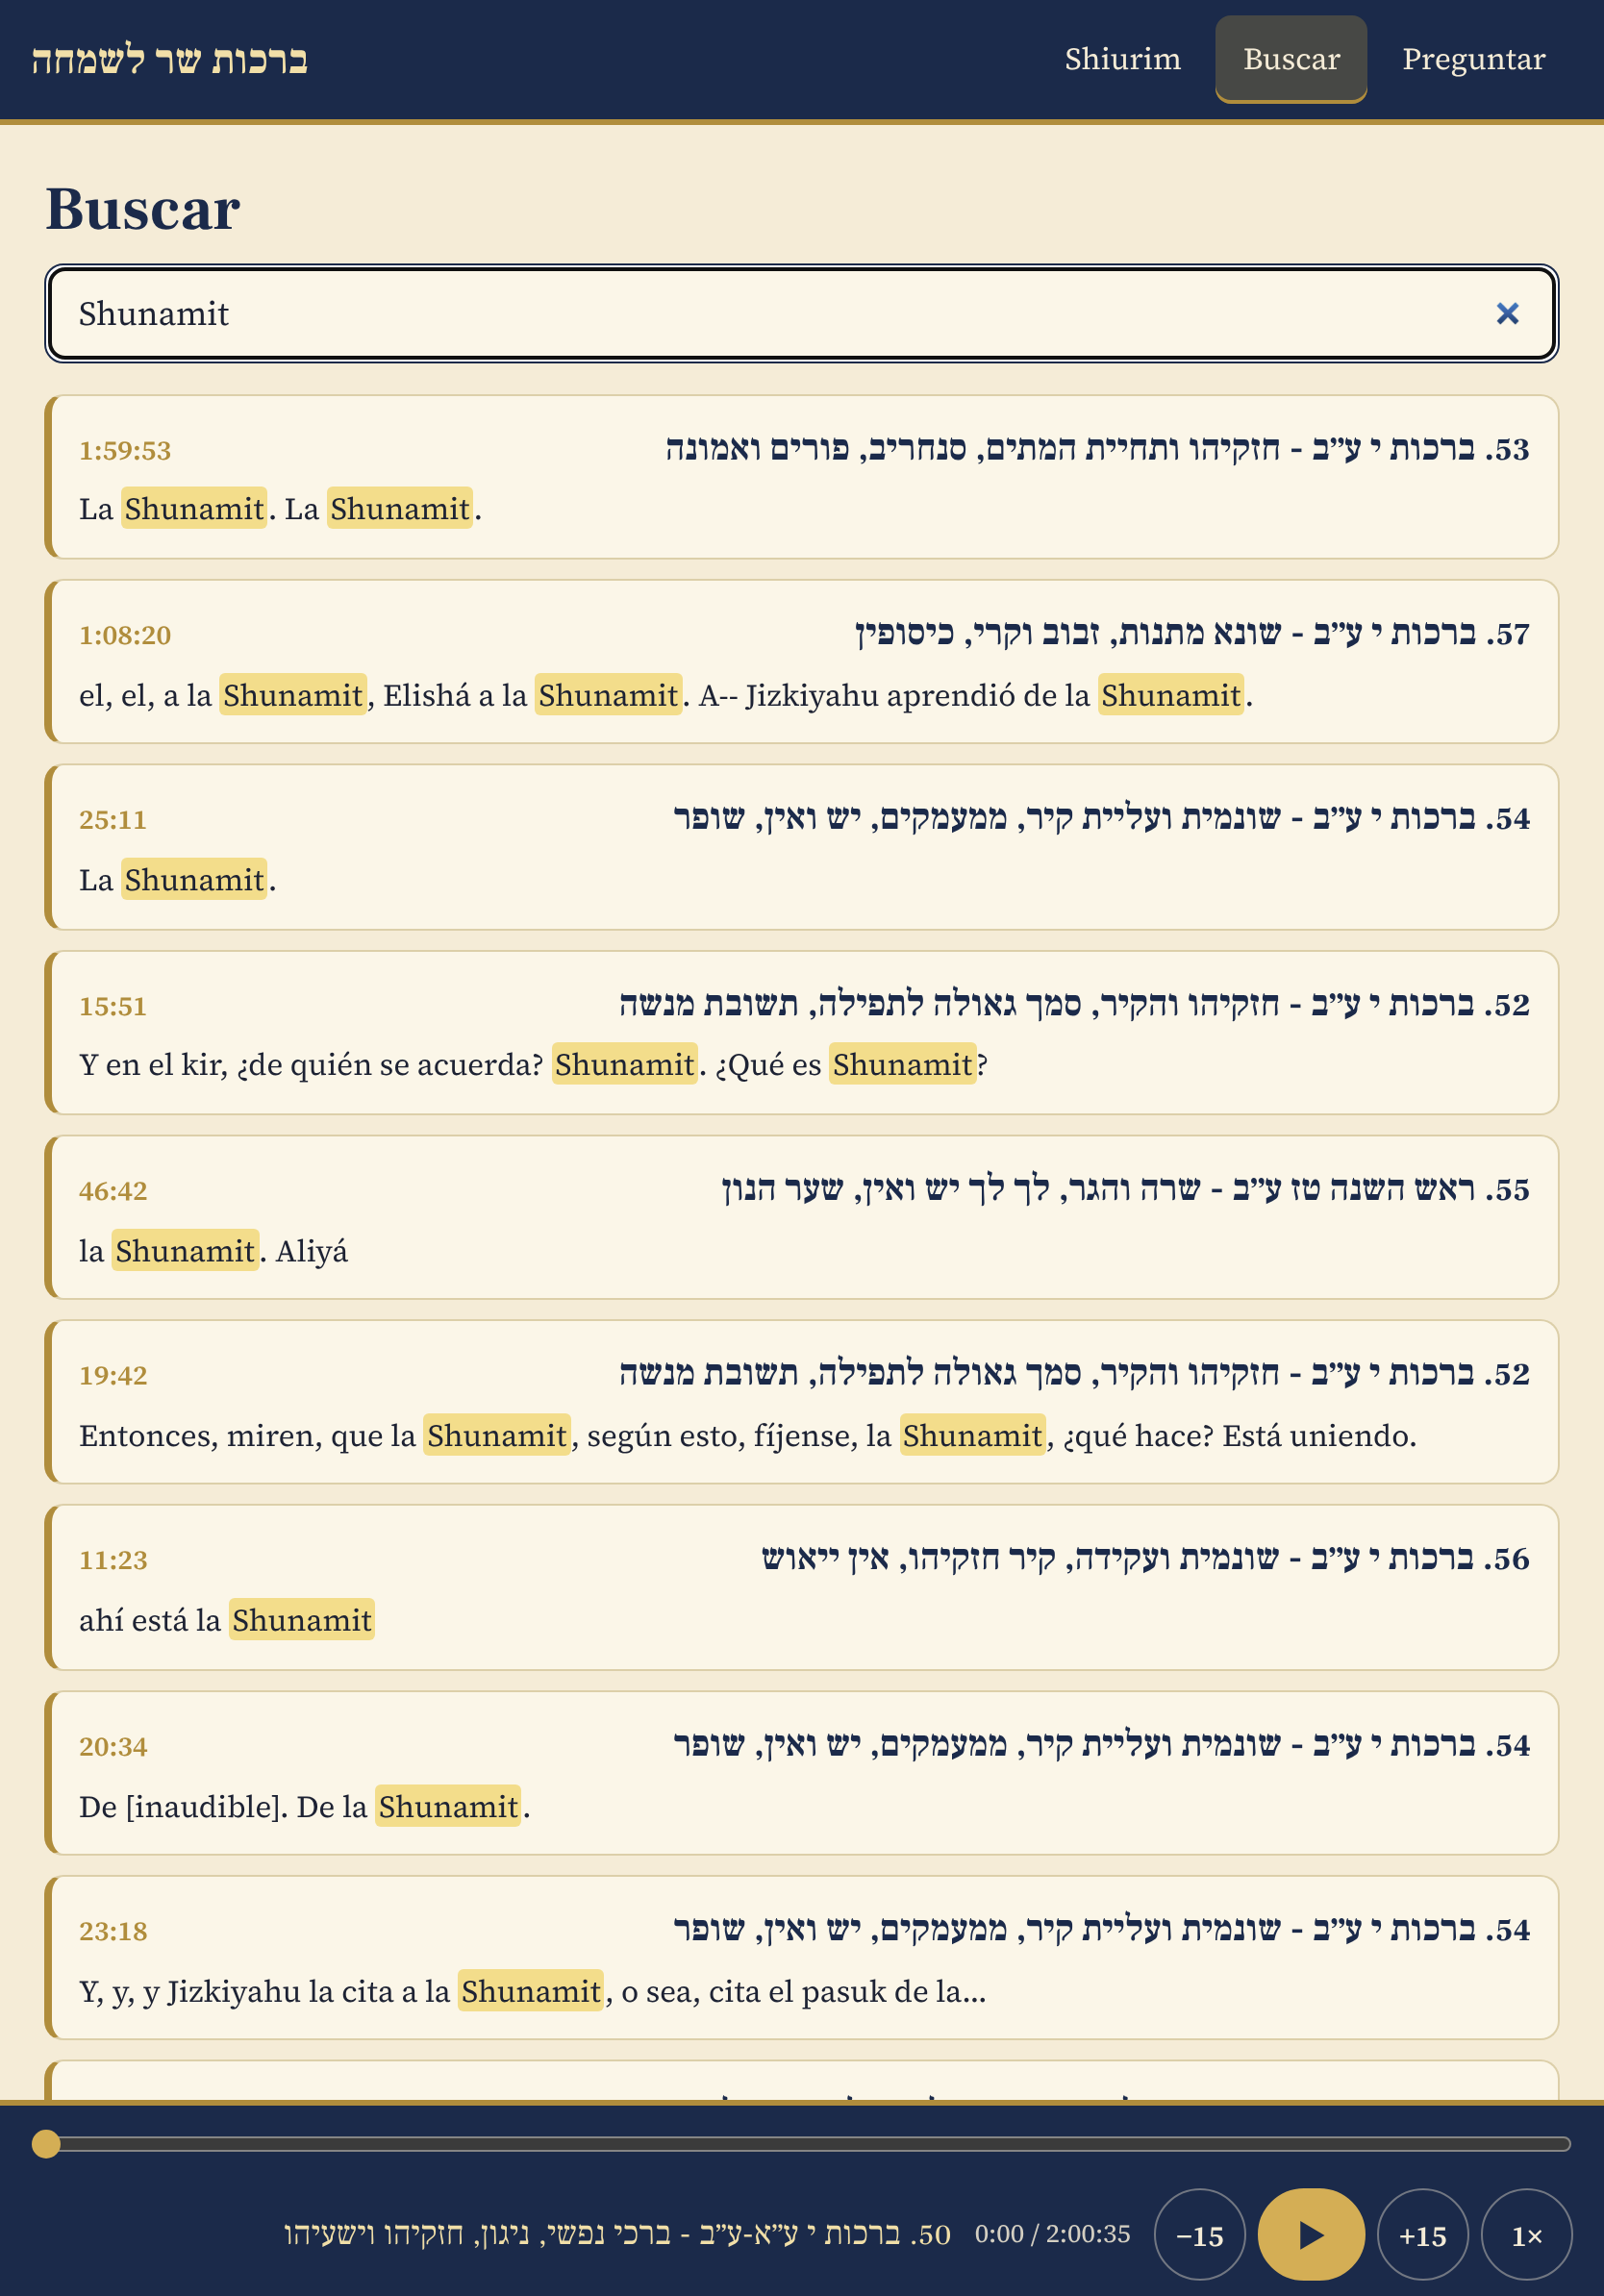 ברכות שר לשמחה
Shiurim Buscar Preguntar
Buscar
Shunamit
1:59:53
53. ברכות י ע״ב - חזקיהו ותחיית המתים, סנחריב, פורים ואמונה
La Shunamit. La Shunamit.
1:08:20
57. ברכות י ע״ב - שונא מתנות, זבוב וקרי, כיסופין
el, el, a la Shunamit, Elishá a la Shunamit. A-- Jizkiyahu aprendió de la Shunamit.
25:11
54. ברכות י ע״ב - שונמית ועליית קיר, ממעמקים, יש ואין, שופר
La Shunamit.
15:51
52. ברכות י ע״ב - חזקיהו והקיר, סמך גאולה לתפילה, תשובת מנשה
Y en el kir, ¿de quién se acuerda? Shunamit. ¿Qué es Shunamit?
46:42
55. ראש השנה טז ע״ב - שרה והגר, לך לך יש ואין, שער הנון
la Shunamit. Aliyá
19:42
52. ברכות י ע״ב - חזקיהו והקיר, סמך גאולה לתפילה, תשובת מנשה
Entonces, miren, que la Shunamit, según esto, fíjense, la Shunamit, ¿qué hace? Está uniendo.
11:23
56. ברכות י ע״ב - שונמית ועקידה, קיר חזקיהו, אין ייאוש
ahí está la Shunamit
20:34
54. ברכות י ע״ב - שונמית ועליית קיר, ממעמקים, יש ואין, שופר
De [inaudible]. De la Shunamit.
23:18
54. ברכות י ע״ב - שונמית ועליית קיר, ממעמקים, יש ואין, שופר
Y, y, y Jizkiyahu la cita a la Shunamit, o sea, cita el pasuk de la...
50. ברכות י ע״א-ע״ב - ברכי נפשי, ניגון, חזקיהו וישעיהו
0:00 / 2:00:35
−15 +15 1×